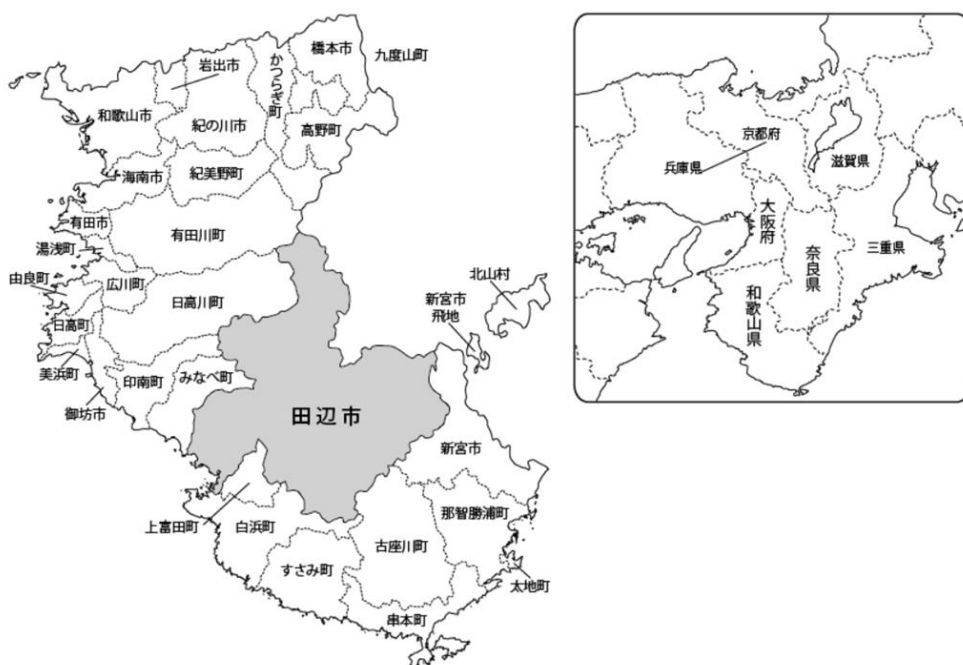 橋本市
九度山町
岩出市
かつらぎ町
和歌山市
紀の川市
高野町
海南市
紀美野町
有田市
有田川町
湯浅町
由良町
広川町
日高川町
日高町
美浜町
印南町
みなべ町
御坊市
田辺市
北山村
新宮市
飛地
新宮市
上富田町
白浜町
那智勝浦町
古座川町
すさみ町
太地町
串本町
京都府
滋賀県
兵庫県
大阪府
奈良県
三重県
和歌山県